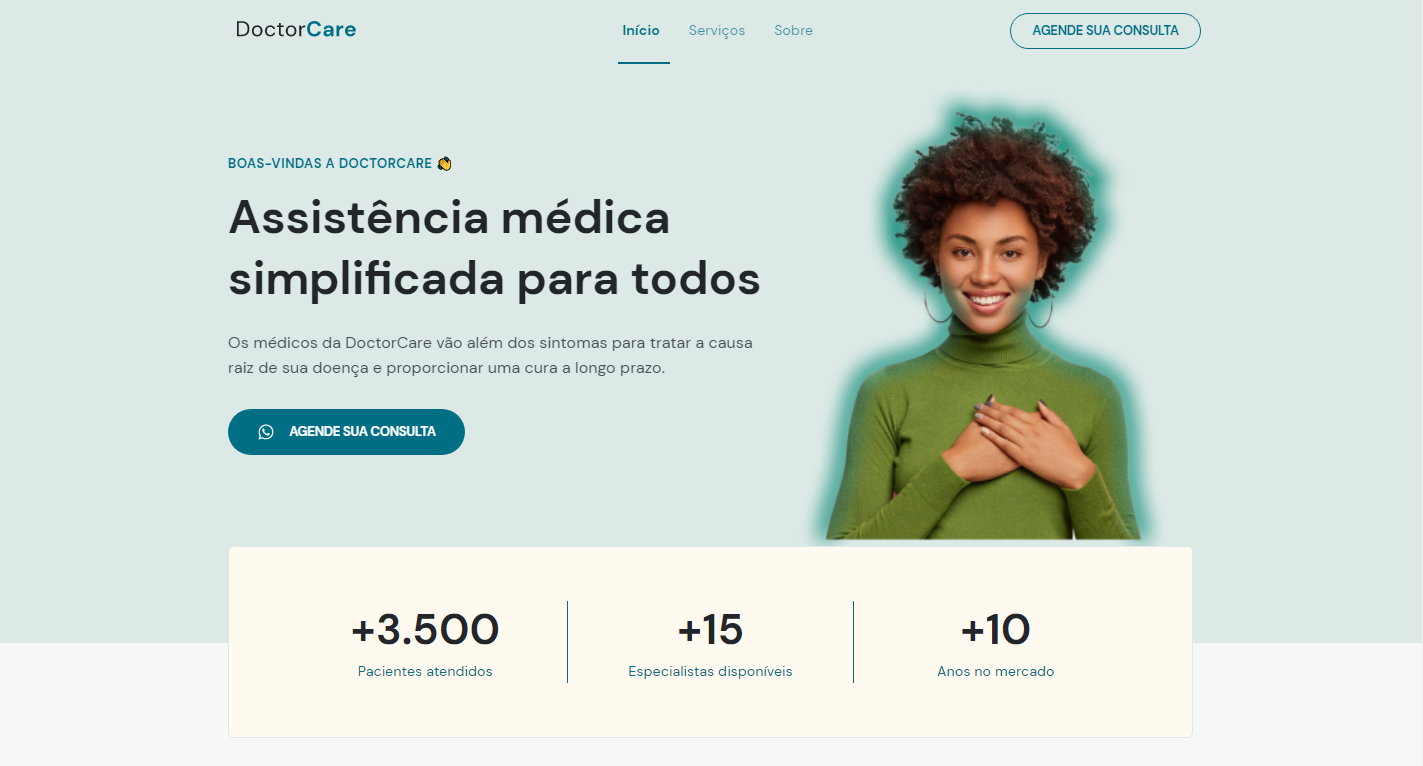 DoctorCare
Início Serviços Sobre
AGENDE SUA CONSULTA
BOAS-VINDAS A DOCTORCARE 👏
Assistência médica
simplificada para todos
Os médicos da DoctorCare vão além dos sintomas para tratar a causa
raiz de sua doença e proporcionar uma cura a longo prazo.
AGENDE SUA CONSULTA
+3.500
Pacientes atendidos
+15
Especialistas disponíveis
+10
Anos no mercado